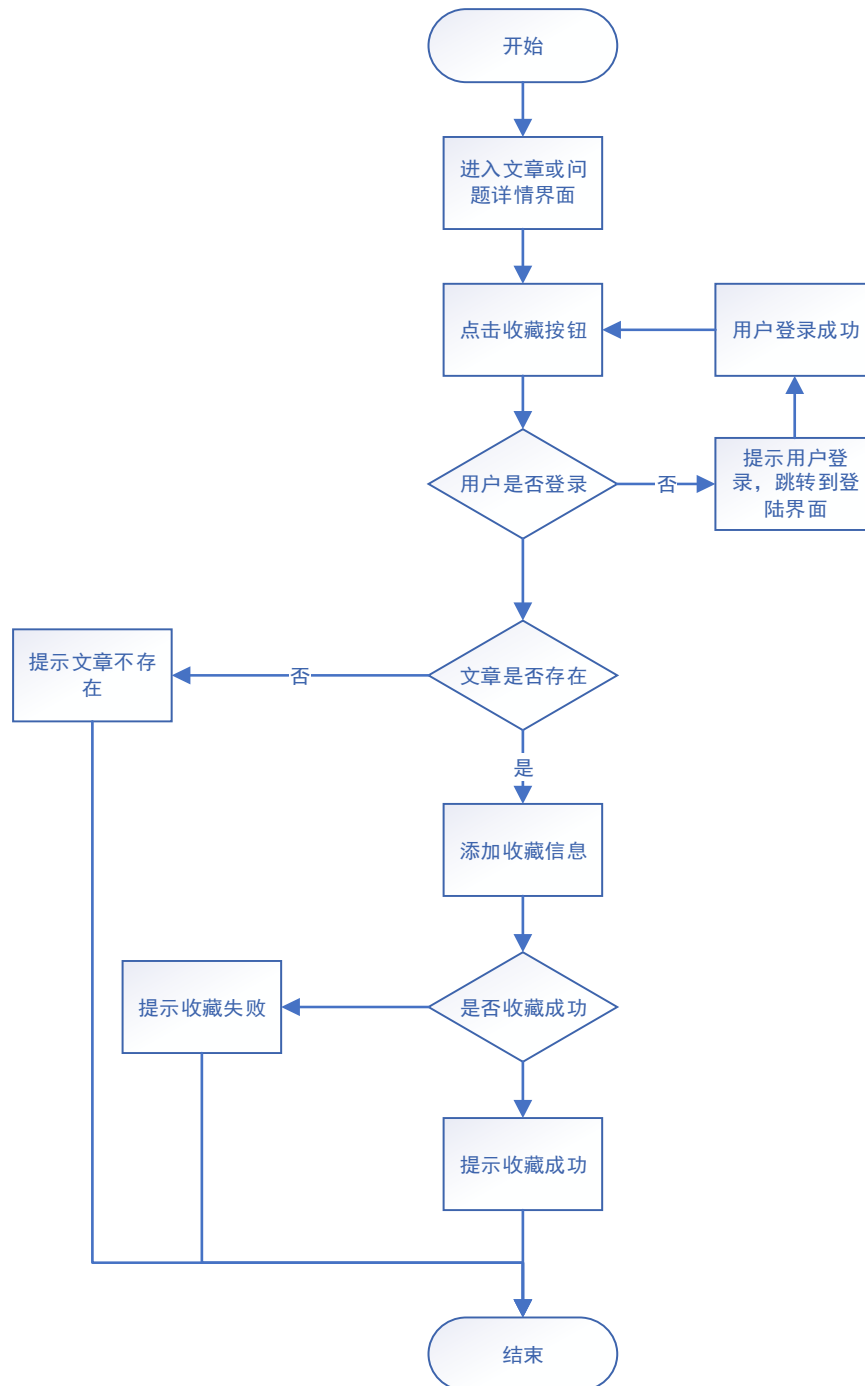 开始
进入文章或问
题详情界面
点击收藏按钮
用户登录成功
用户是否登录
否
提示用户登
录，跳转到登
陆界面
提示文章不存
在
否
文章是否存在
是
添加收藏信息
提示收藏失败
是否收藏成功
提示收藏成功
结束